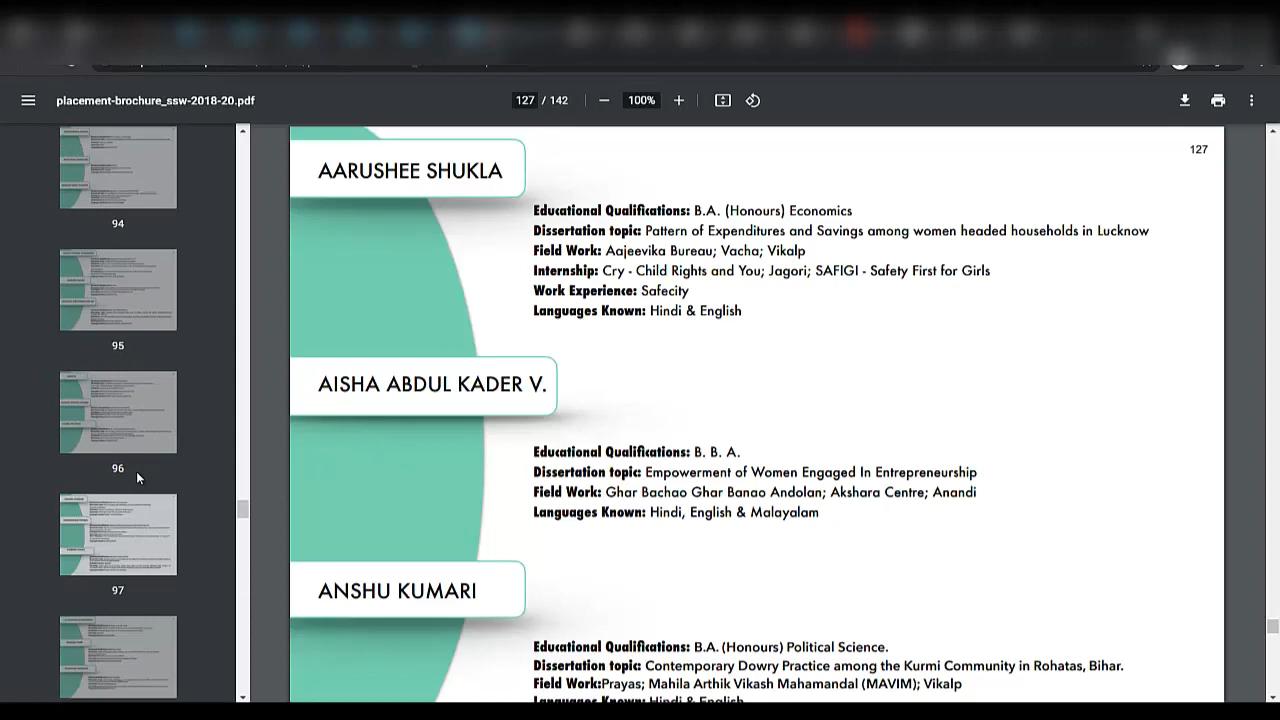 placement-brochure_ssw-2018-20.pdf
127 / 142
100%
94
95
96
97
127
AARUSHEE SHUKLA
Educational Qualifications: B.A. (Honours) Economics
Dissertation topic: Pattern of Expenditures and Savings among women headed households in Lucknow
Field Work: Aajeevika Bureau; Vacha; Vikalp
Internship: Cry - Child Rights and You; Jagori; SAFIGI - Safety First for Girls
Work Experience: Safecity
Languages Known: Hindi & English
AISHA ABDUL KADER V.
Educational Qualifications: B. B. A.
Dissertation topic: Empowerment of Women Engaged In Entrepreneurship
Field Work: Ghar Bachao Ghar Banao Andolan; Akshara Centre; Anandi
Languages Known: Hindi, English & Malayalam
ANSHU KUMARI
Educational Qualifications: B.A. (Honours) Political Science.
Dissertation topic: Contemporary Dowry Practice among the Kurmi Community in Rohatas, Bihar.
Field Work: Prayas; Mahila Arthik Vikash Mahamandal (MAVIM); Vikalp
Languages Known: Hindi & English